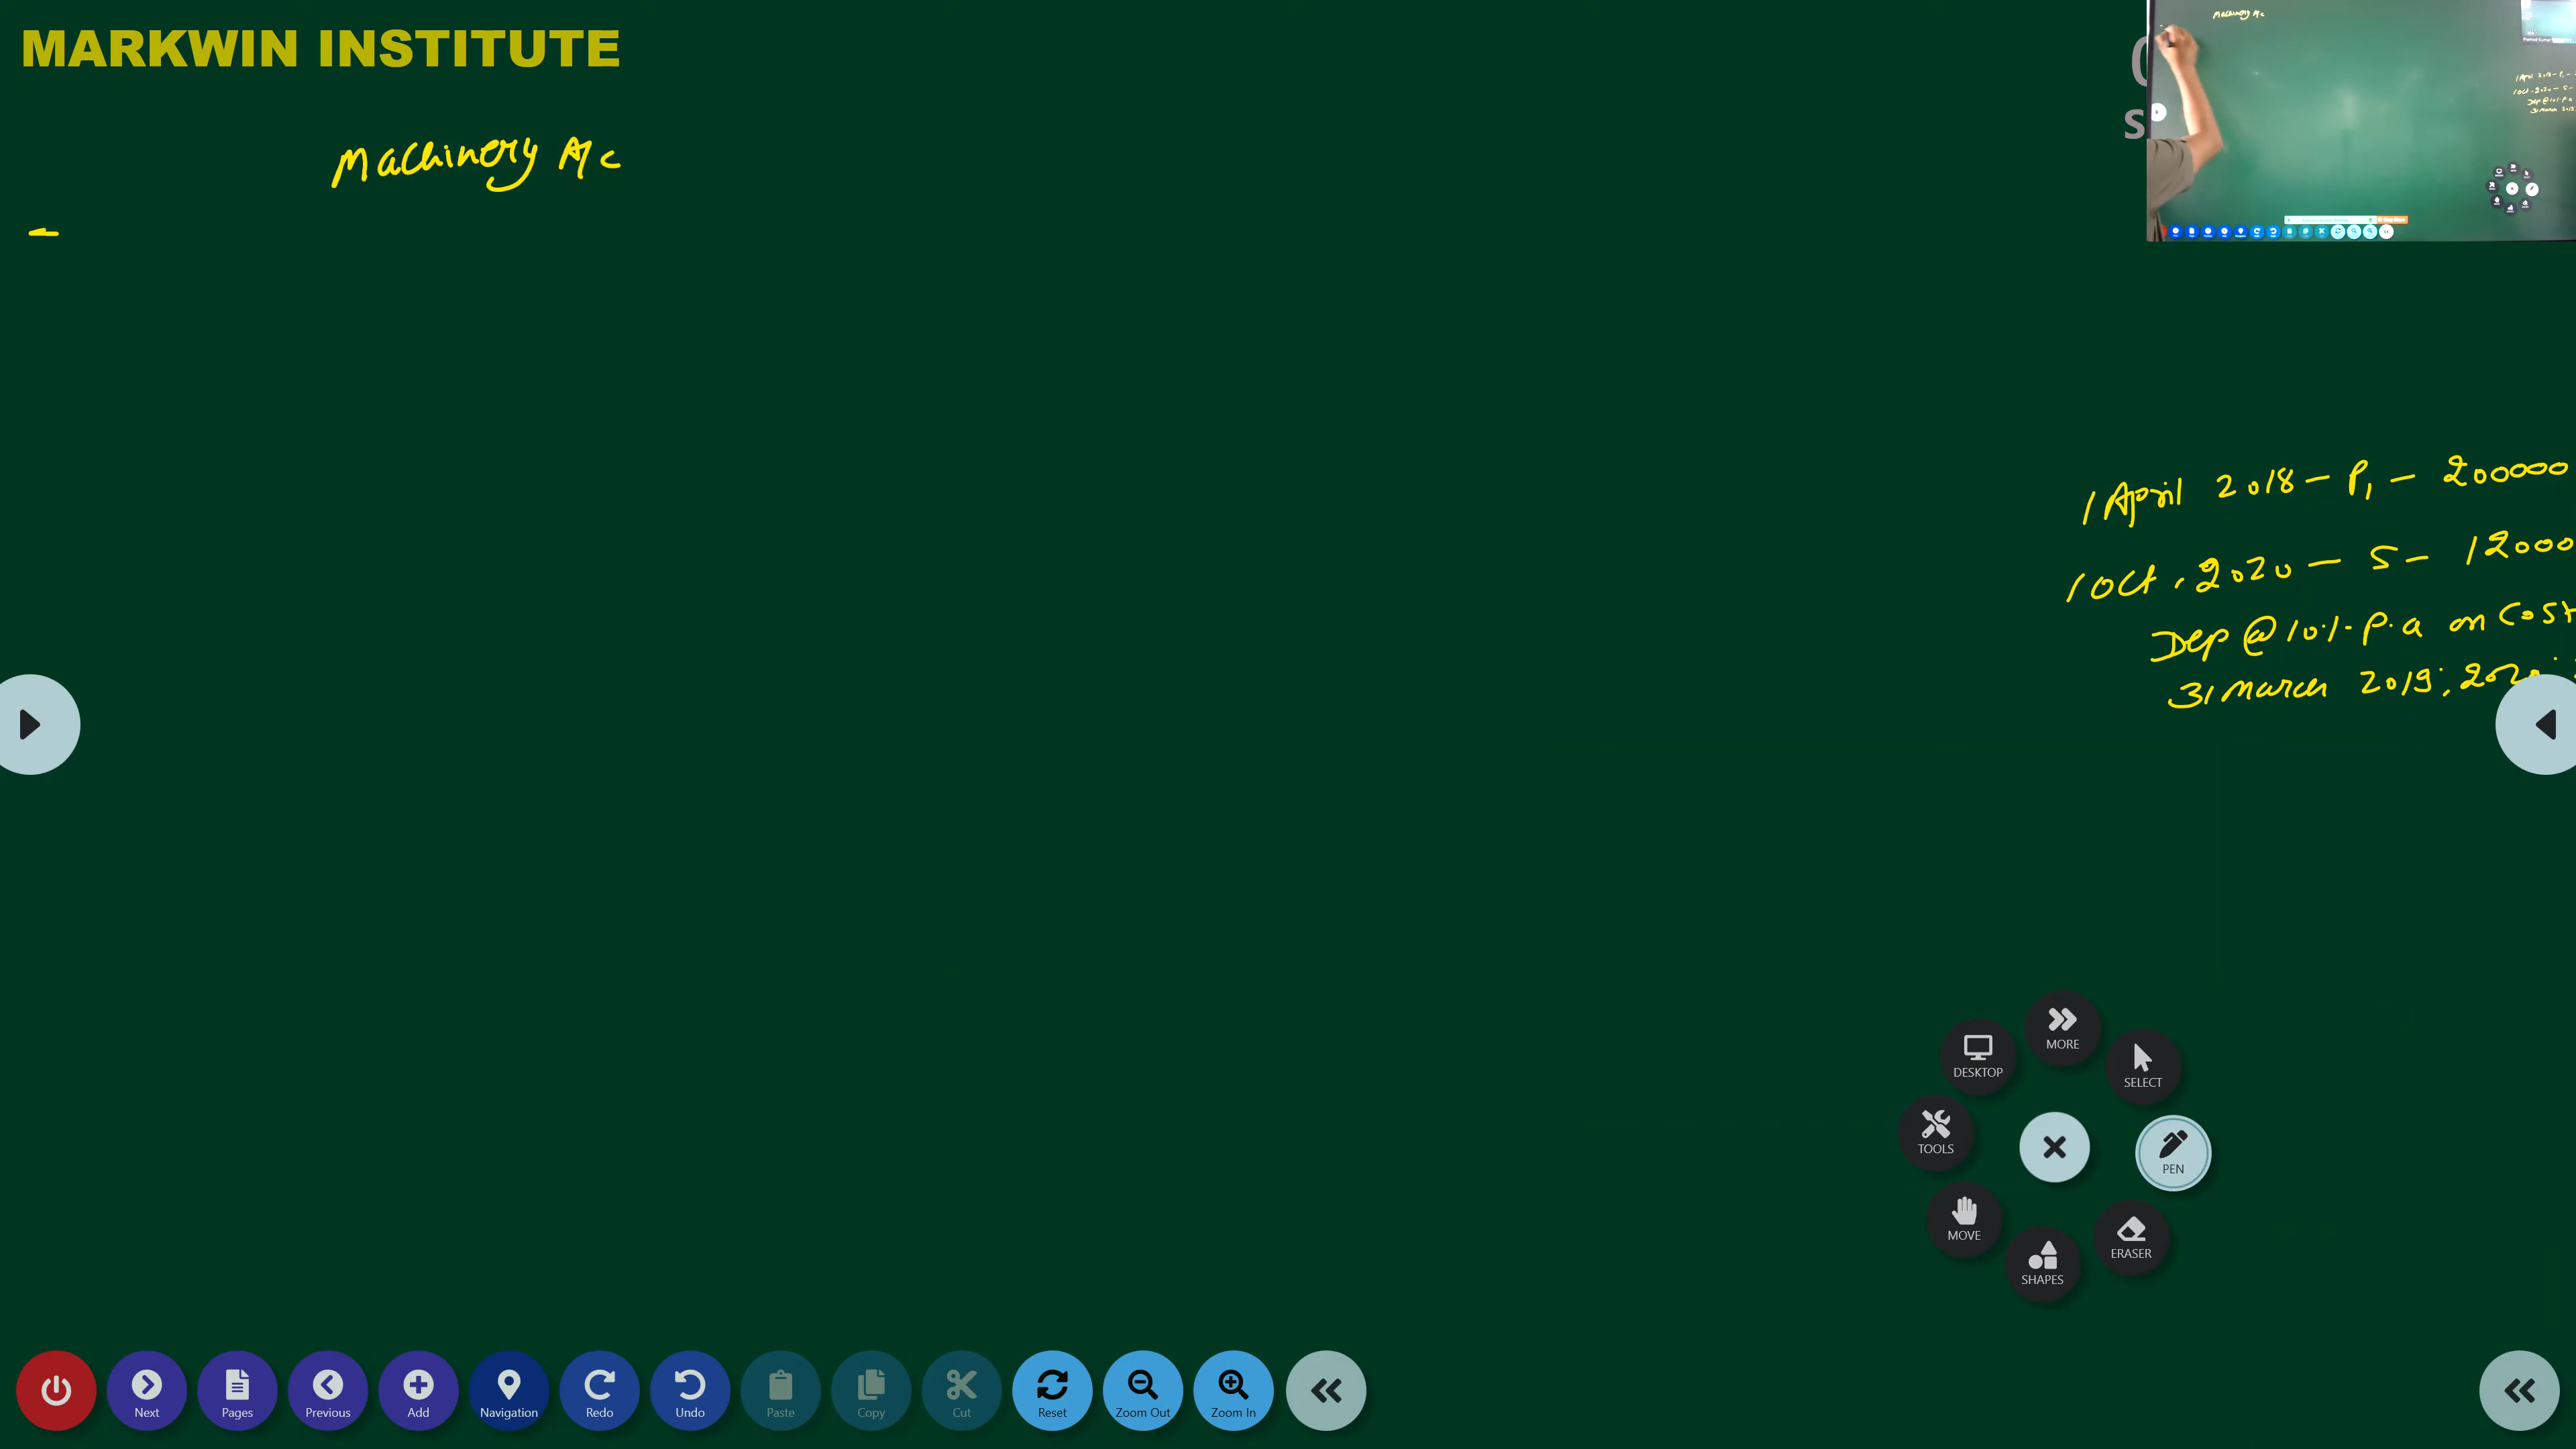 MARKWIN INSTITUTE
Machinery A/c
1 April 2018 - P1 - 200000
1 Oct. 2020 - S - 12000
Dep @ 10% p.a on Cost
31 March 2019; 2020;
MORE
DESKTOP
SELECT
TOOLS
PEN
MOVE
ERASER
SHAPES
Next
Pages
Previous
Add
Navigation
Redo
Undo
Paste
Copy
Cut
Reset
Zoom Out
Zoom In